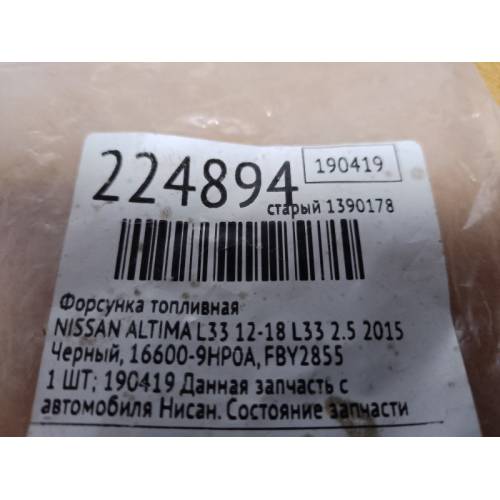 224894
190419
старый 1390178
Форсунка топливная
NISSAN ALTIMA L33 12-18 L33 2.5 2015
Черный, 16600-9HP0A, FBY2855
1 ШТ; 190419 Данная запчасть с
автомобиля Нисан. Состояние запчасти